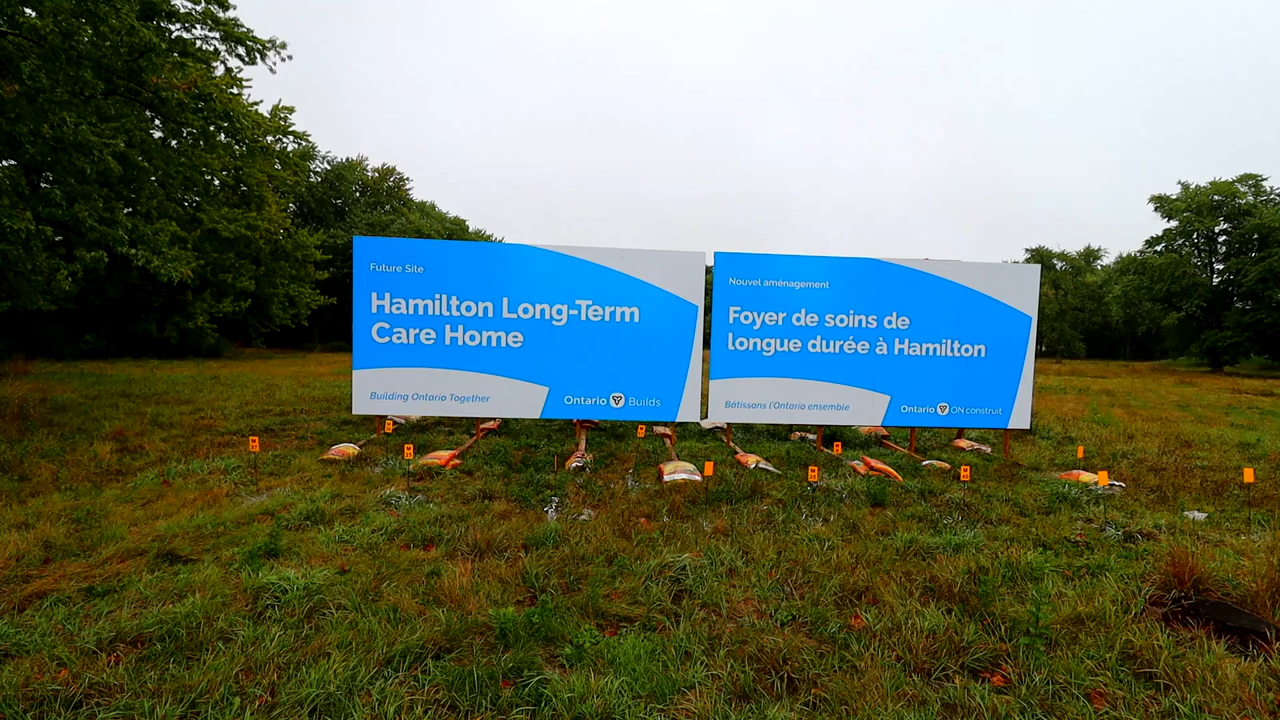 Future Site
Hamilton Long-Term
Care Home
Building Ontario Together
Ontario Builds
Nouvel aménagement
Foyer de soins de
longue durée à Hamilton
Bâtissons l'Ontario ensemble
Ontario ON construit